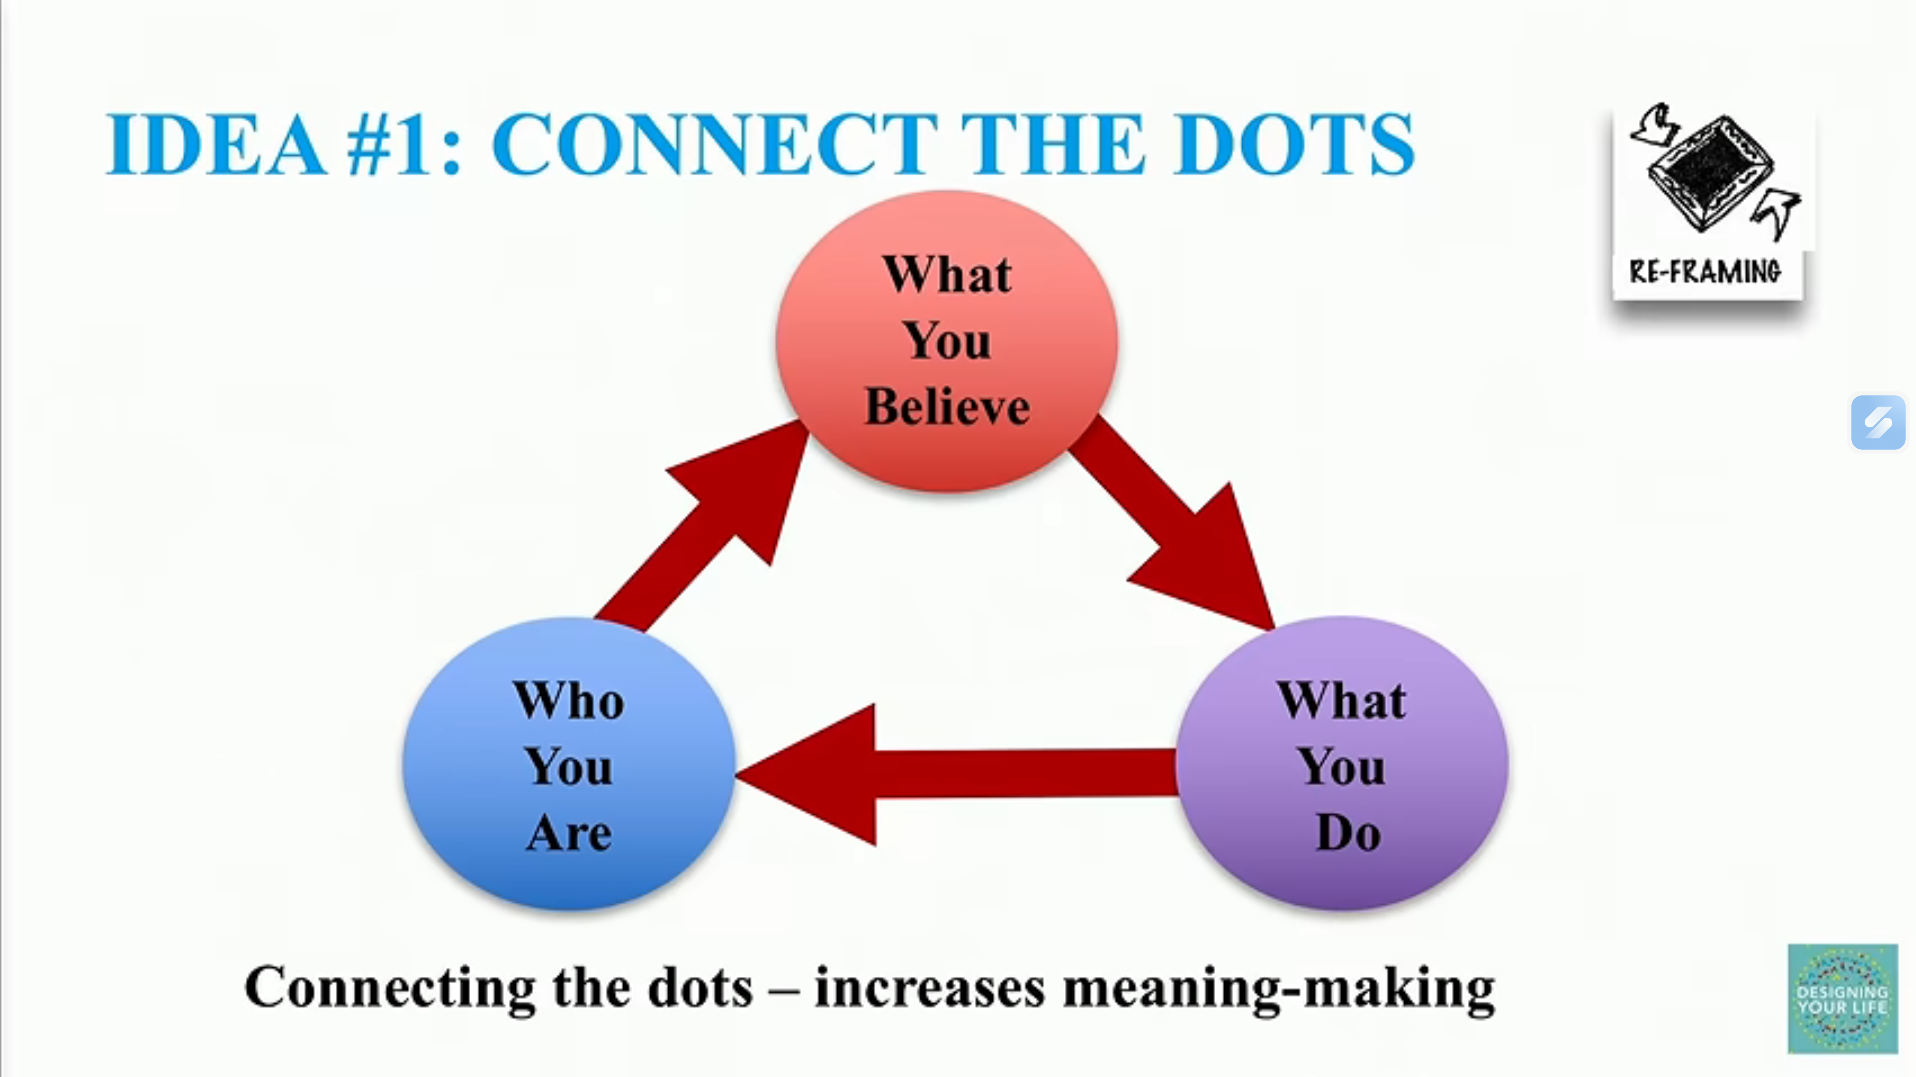 IDEA #1: CONNECT THE DOTS
RE-FRAMING
What
You
Believe
Who
You
Are
What
You
Do
Connecting the dots – increases meaning-making
DESIGNING
YOUR LIFE